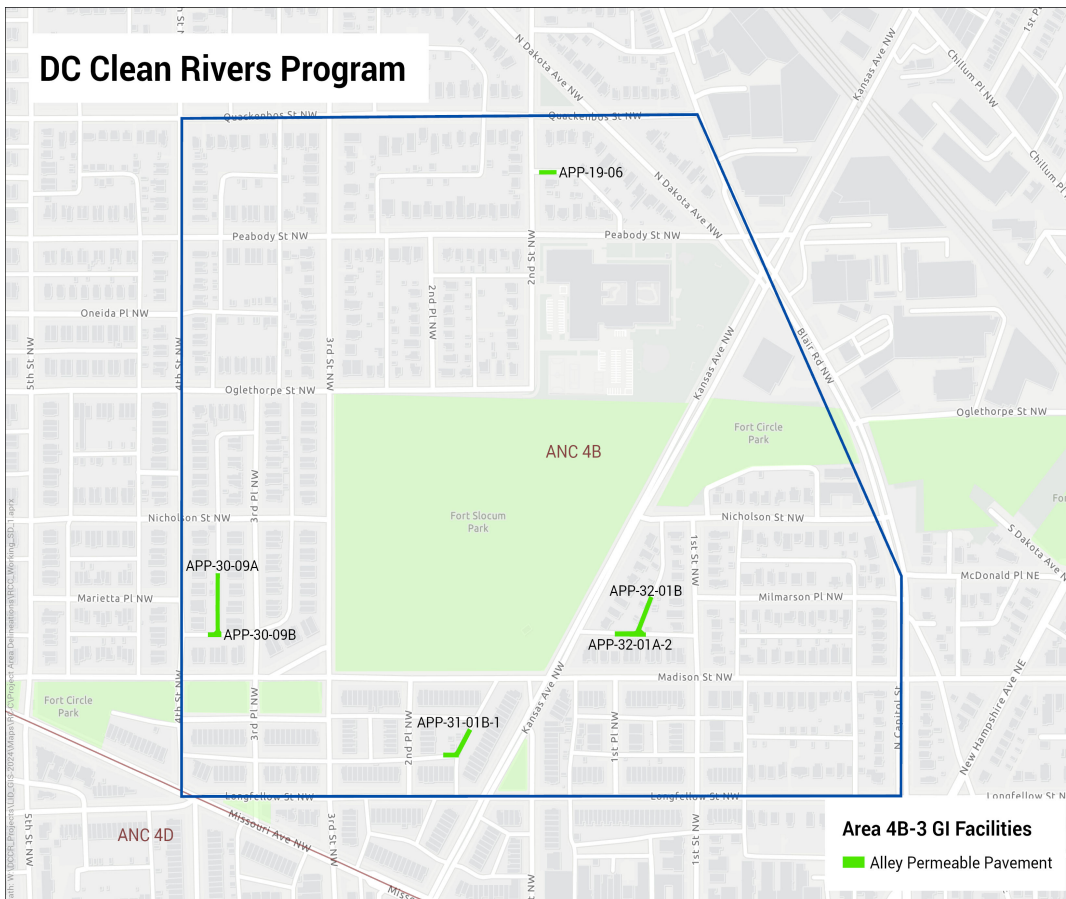 DC Clean Rivers Program
N Dakota Ave NW
Kansas Ave NW
Chillum Pl NW
Chillum Pl
1st P
Quackenbos St NW
Quackenbos St NW
APP-19-06
N Dakota Ave NW
Peabody St NW
Peabody St NW
2nd St NW
2nd Pl NW
Oneida Pl NW
5th St NW
4th St NW
3rd St NW
Kansas Ave NW
Blair Rd NW
Oglethorpe St NW
Oglethorpe St NW
Fort Circle
Park
ANC 4B
3rd Pl NW
Nicholson St NW
Fort Slocum
Park
Nicholson St NW
1st St NW
S Dakota Ave N
McDonald Pl NE
APP-30-09A
Marietta Pl NW
APP-30-09B
APP-32-01B
Milmarson Pl NW
APP-32-01A-2
Madison St NW
Fort Circle
Park
4th St NW
3rd Pl NW
2nd Pl NW
APP-31-01B-1
Kansas Ave NW
1st Pl NW
N Capitol St
New Hampshire Ave NE
Longfellow St NW
Longfellow St NW
Longfellow St N
Missouri Ave NW
ANC 4D
5th St NW
3rd St NW
2nd St NW
1st St NW
Area 4B-3 GI Facilities
Alley Permeable Pavement